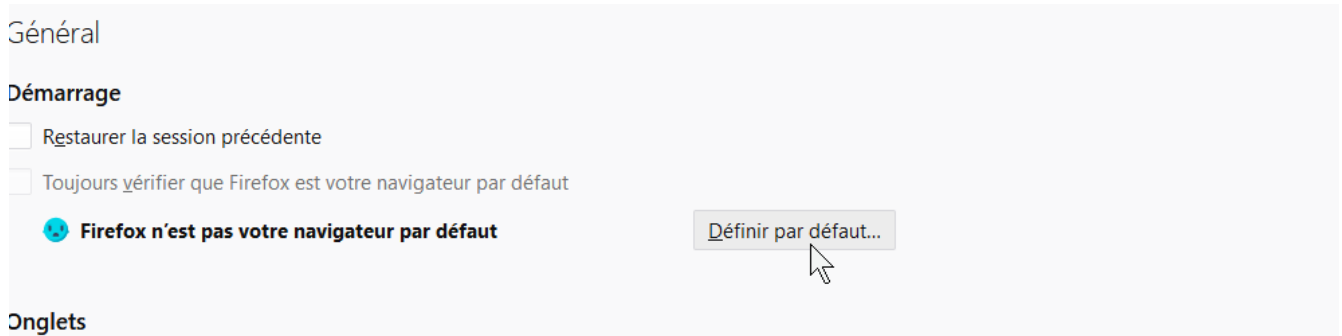 Général
Démarrage
Restaurer la session précédente
Toujours vérifier que Firefox est votre navigateur par défaut
Firefox n’est pas votre navigateur par défaut
Définir par défaut...
Onglets